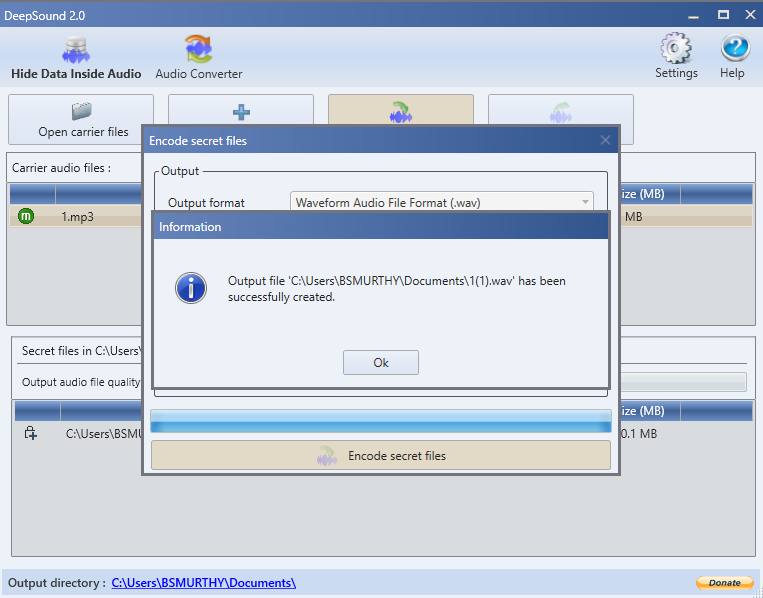 DeepSound 2.0
Hide Data Inside Audio
Audio Converter
Settings
Help
Open carrier files
Encode secret files
Carrier audio files :
Output
Output format
Waveform Audio File Format (.wav)
ize (MB)
m
1.mp3
MB
Information
Output file 'C:\Users\BSMURTHY\Documents\1(1).wav' has been
successfully created.
Ok
Secret files in C:\Users\
Output audio file quality
ize (MB)
C:\Users\BSMU
0.1 MB
Encode secret files
Output directory :
C:\Users\BSMURTHY\Documents\
Donate